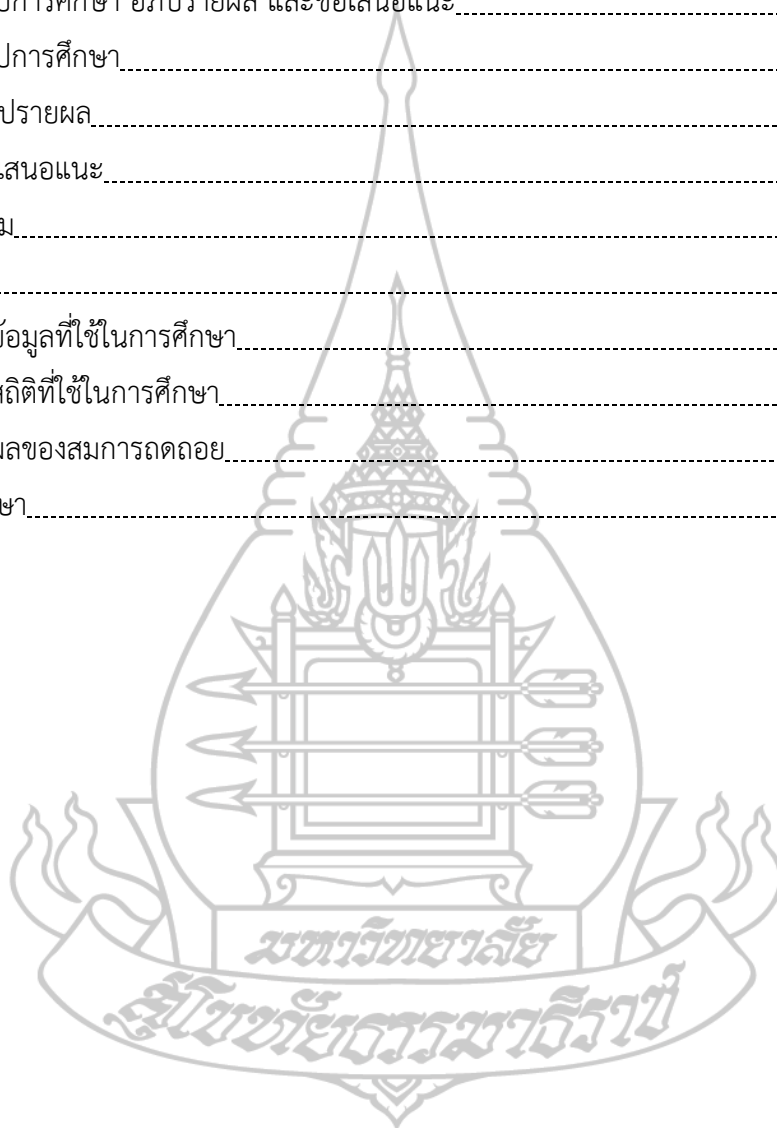 ปการศึกษา อภิปรายผล และข้อเสนอแนะ
ปการศึกษา
ปรายผล
เสนอแนะ
ม
ข้อมูลที่ใช้ในการศึกษา
สถิติที่ใช้ในการศึกษา
ผลของสมการถดถอย
ษา
มหาวิทยาลัย
สุโขทัยธรรมาธิราช